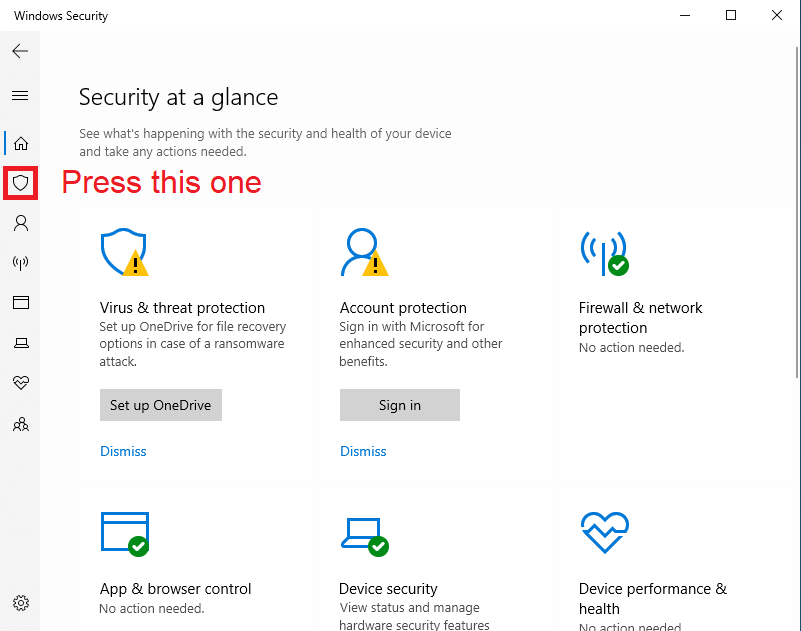 Windows Security
Security at a glance
See what's happening with the security and health of your device
and take any actions needed.
Press this one
Virus & threat protection
Set up OneDrive for file recovery
options in case of a ransomware
attack.
Set up OneDrive
Dismiss
Account protection
Sign in with Microsoft for
enhanced security and other
benefits.
Sign in
Dismiss
Firewall & network
protection
No action needed.
App & browser control
No action needed.
Device security
View status and manage
hardware security features
Device performance &
health
No action needed.